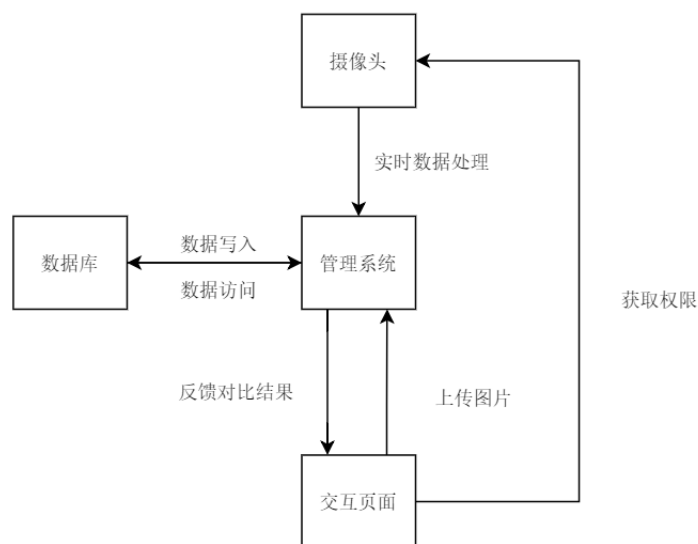 摄像头
实时数据处理
数据写入
数据库
管理系统
数据访问
获取权限
反馈对比结果
上传图片
交互页面